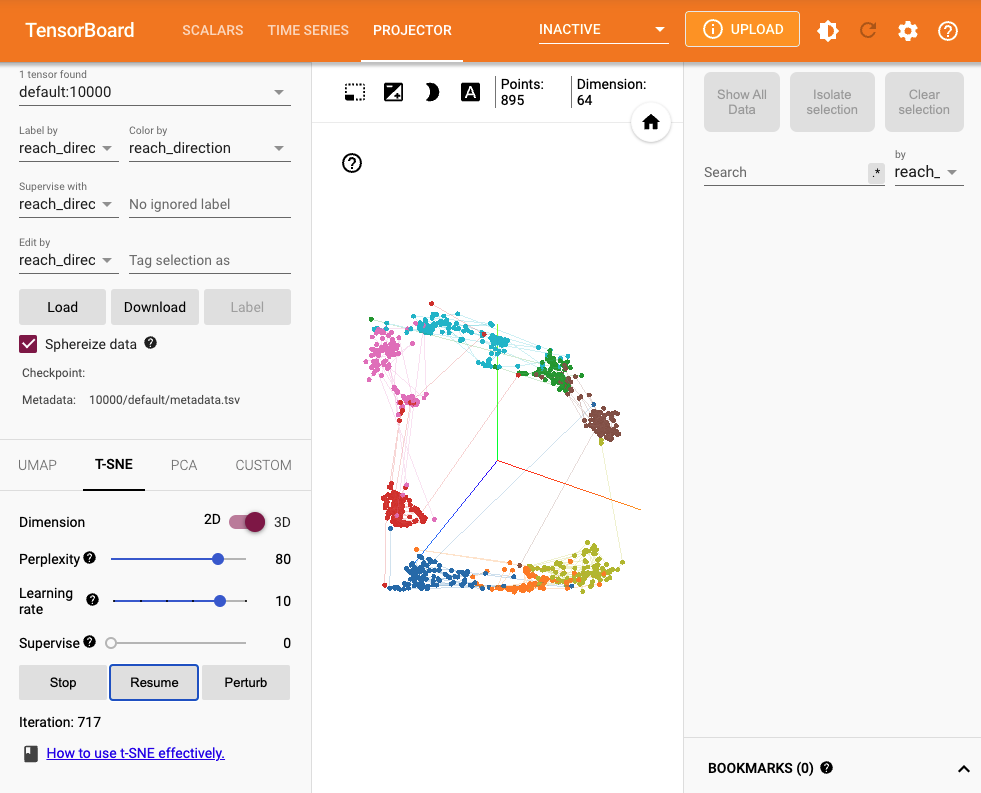 TensorBoard
SCALARS
TIME SERIES
PROJECTOR
INACTIVE
UPLOAD
1 tensor found
default:10000
Label by
reach_direc
Color by
reach_direction
Supervise with
reach_direc
No ignored label
Edit by
reach_direc
Tag selection as
Load
Download
Label
Sphereize data
Checkpoint:
Metadata: 10000/default/metadata.tsv
UMAP
T-SNE
PCA
CUSTOM
Dimension
2D
3D
Perplexity
80
Learning
rate
10
Supervise
0
Stop
Resume
Perturb
Iteration: 717
How to use t-SNE effectively.
A
Points:
895
Dimension:
64
Show All
Data
Isolate
selection
Clear
selection
Search
.*
by
reach_
BOOKMARKS (0)